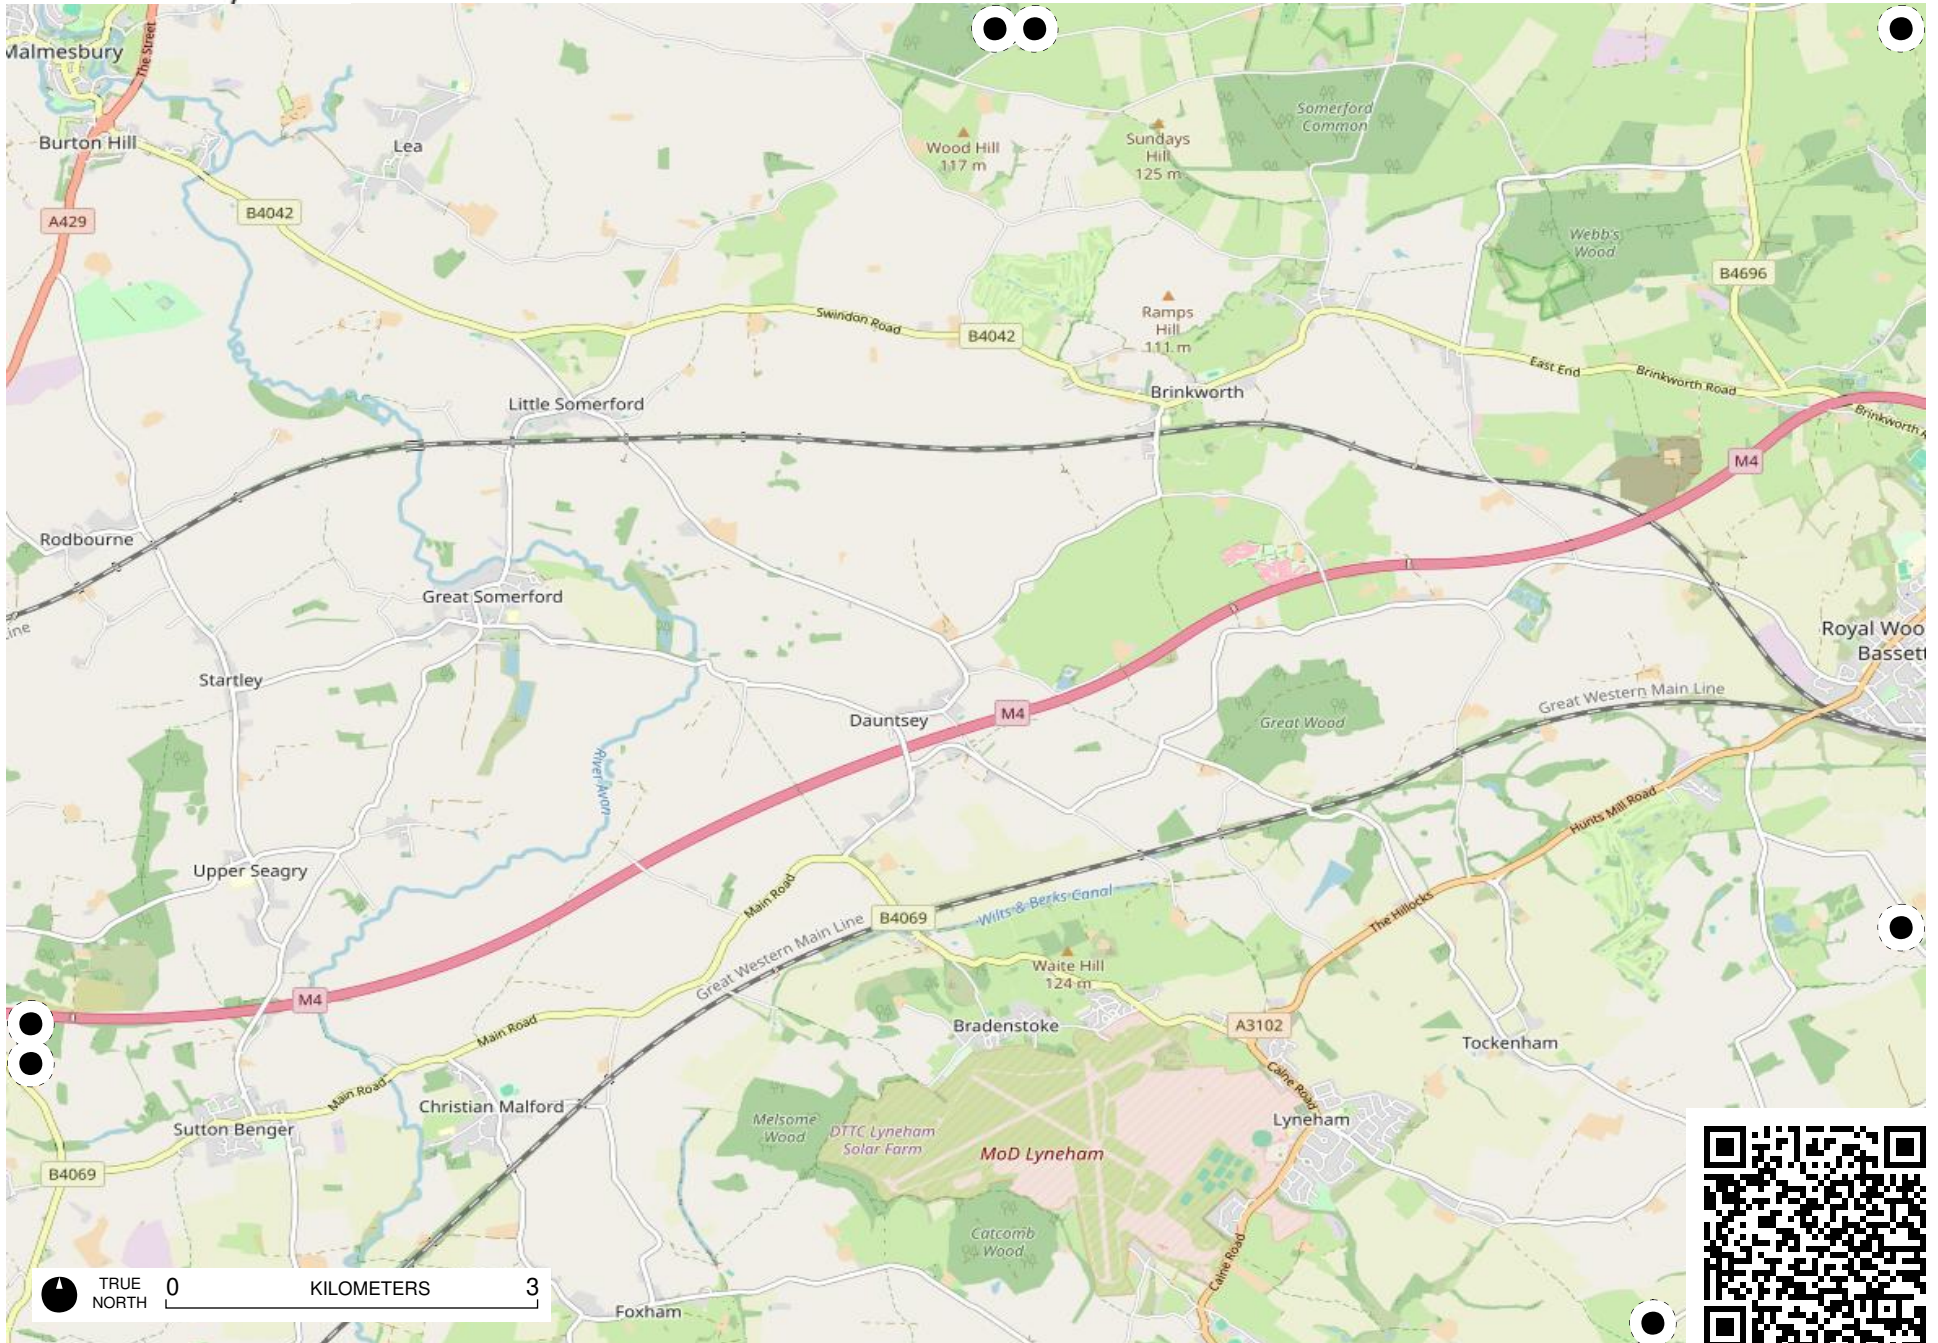 Malmesbury
The Street
Burton Hill
Lea
Wood Hill
117 m
Sundays
Hill
125 m
Somerford
Common
A429
B4042
Webb's
Wood
B4696
Swindon Road
B4042
Ramps
Hill
111 m
East End
Brinkworth Road
Brinkworth
Little Somerford
M4
Rodbourne
Great Somerford
Royal Woo
Bassett
Startley
Great Western Main Line
Dauntsey
M4
Great Wood
River Avon
Hunts Mill Road
Upper Seagry
Main Road
The Hillocks
B4069
Wilts & Berks Canal
Great Western Main Line
Waite Hill
124 m
M4
Main Road
Bradenstoke
A3102
Tockenham
Calne Road
Main Road
Christian Malford
Melsome
Wood
DTTC Lyneham
Solar Farm
Lyneham
Sutton Benger
MoD Lyneham
B4069
Catcomb
Wood
Calne Road
TRUE
NORTH
0 KILOMETERS 3
Foxham